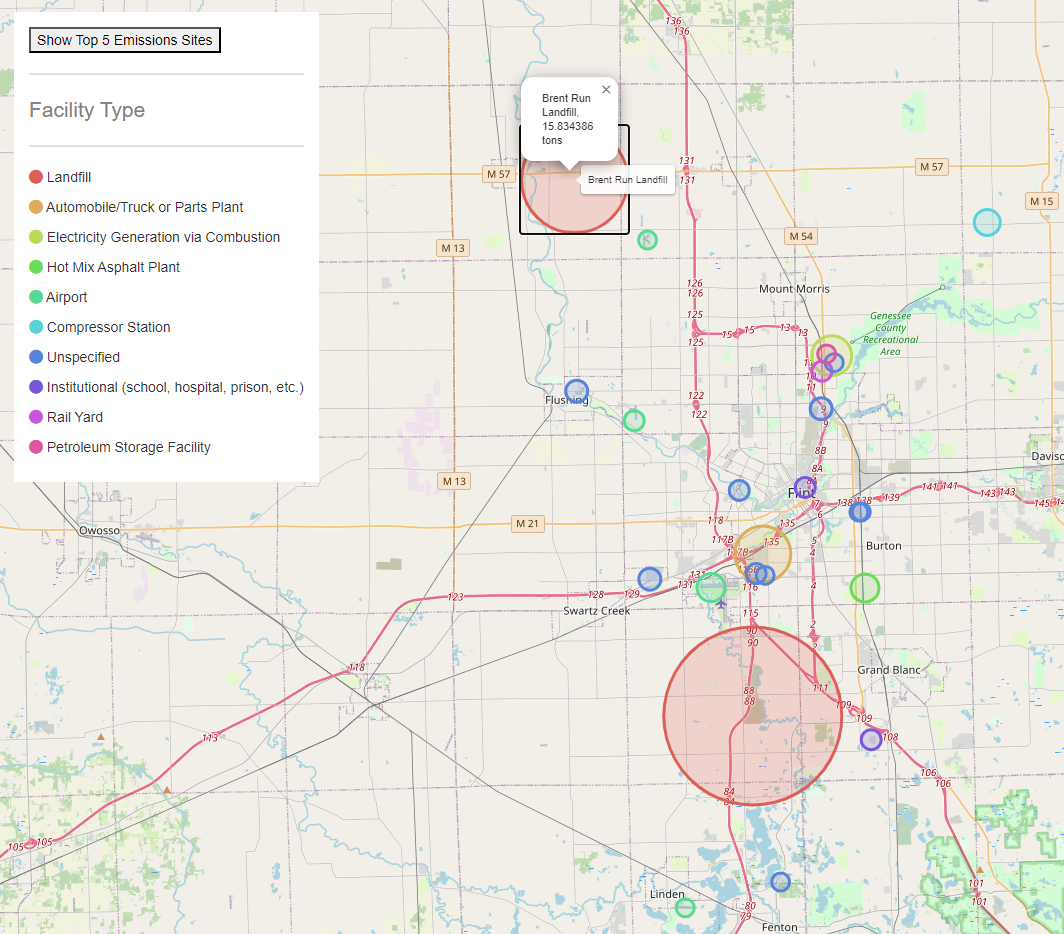 Show Top 5 Emissions Sites
Facility Type
Landfill
Automobile/Truck or Parts Plant
Electricity Generation via Combustion
Hot Mix Asphalt Plant
Airport
Compressor Station
Unspecified
Institutional (school, hospital, prison, etc.)
Rail Yard
Petroleum Storage Facility
136
136
×
Brent Run
Landfill,
15.834386
tons
131
M 57
M 57
131
Brent Run Landfill
M 15
M 54
M 13
126
126
Mount Morris
125
15
15
13
13
125
Genesee
County
Recreational
Area
11
122
122
Flushing
9
9
8B
8A
Davisc
M 13
Flint
141
141
143
143
138
138
139
145
7
6
118
M 21
135
Owosso
117B
135
5
4
Burton
131
131
116
4
123
128
129
Swartz Creek
115
2
2
90
90
118
Grand Blanc
111
88
88
109
109
108
113
106
106
84
84
105
105
101
101
Linden
80
79
Fenton